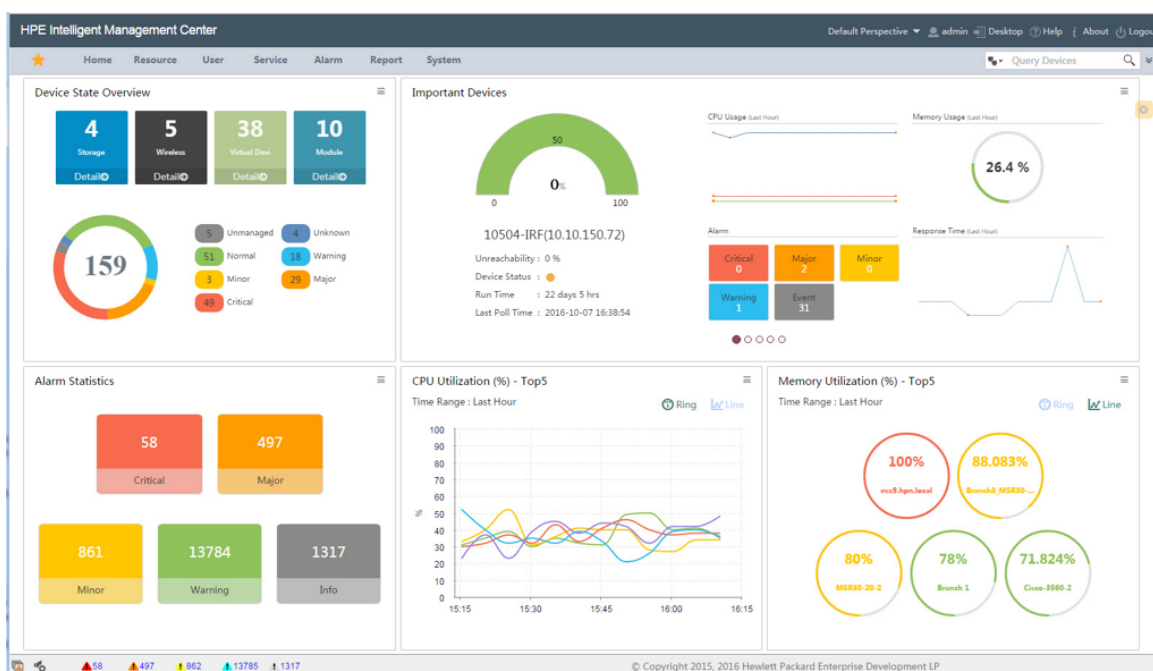 HPE Intelligent Management Center
Default Perspective admin Desktop Help About Logou
Home Resource User Service Alarm Report System
Query Devices
Device State Overview
4 5 38 10
Storage Wireless Virtual Devi Module
Detail Detail Detail Detail
159
5 Unmanaged 4 Unknown
51 Normal 18 Warning
3 Minor 29 Major
49 Critical
Important Devices
50
0%
0 100
10504-IRF(10.10.150.72)
Unreachability : 0 %
Device Status :
Run Time : 22 days 5 hrs
Last Poll Time : 2016-10-07 16:38:54
CPU Usage (Last Hour)
Memory Usage (Last Hour)
26.4 %
Alarm
Critical Major Minor
0 2 0
Warning Event
1 31
Response Time (Last Hour)
Alarm Statistics
58 497
Critical Major
861 13784 1317
Minor Warning Info
CPU Utilization (%) - Top5
Time Range : Last Hour
Ring Line
100
90
80
70
60
50
40
30
20
10
0
%
15:15 15:30 15:45 16:00 16:15
Memory Utilization (%) - Top5
Time Range : Last Hour
Ring Line
100% 88.083%
esx9.hpn.local Branch3_MSR30-...
80% 78% 71.824%
MSR30-20-2 Branch 1 Cisco-3560-2
58 497 862 13785 1317
© Copyright 2015, 2016 Hewlett Packard Enterprise Development LP